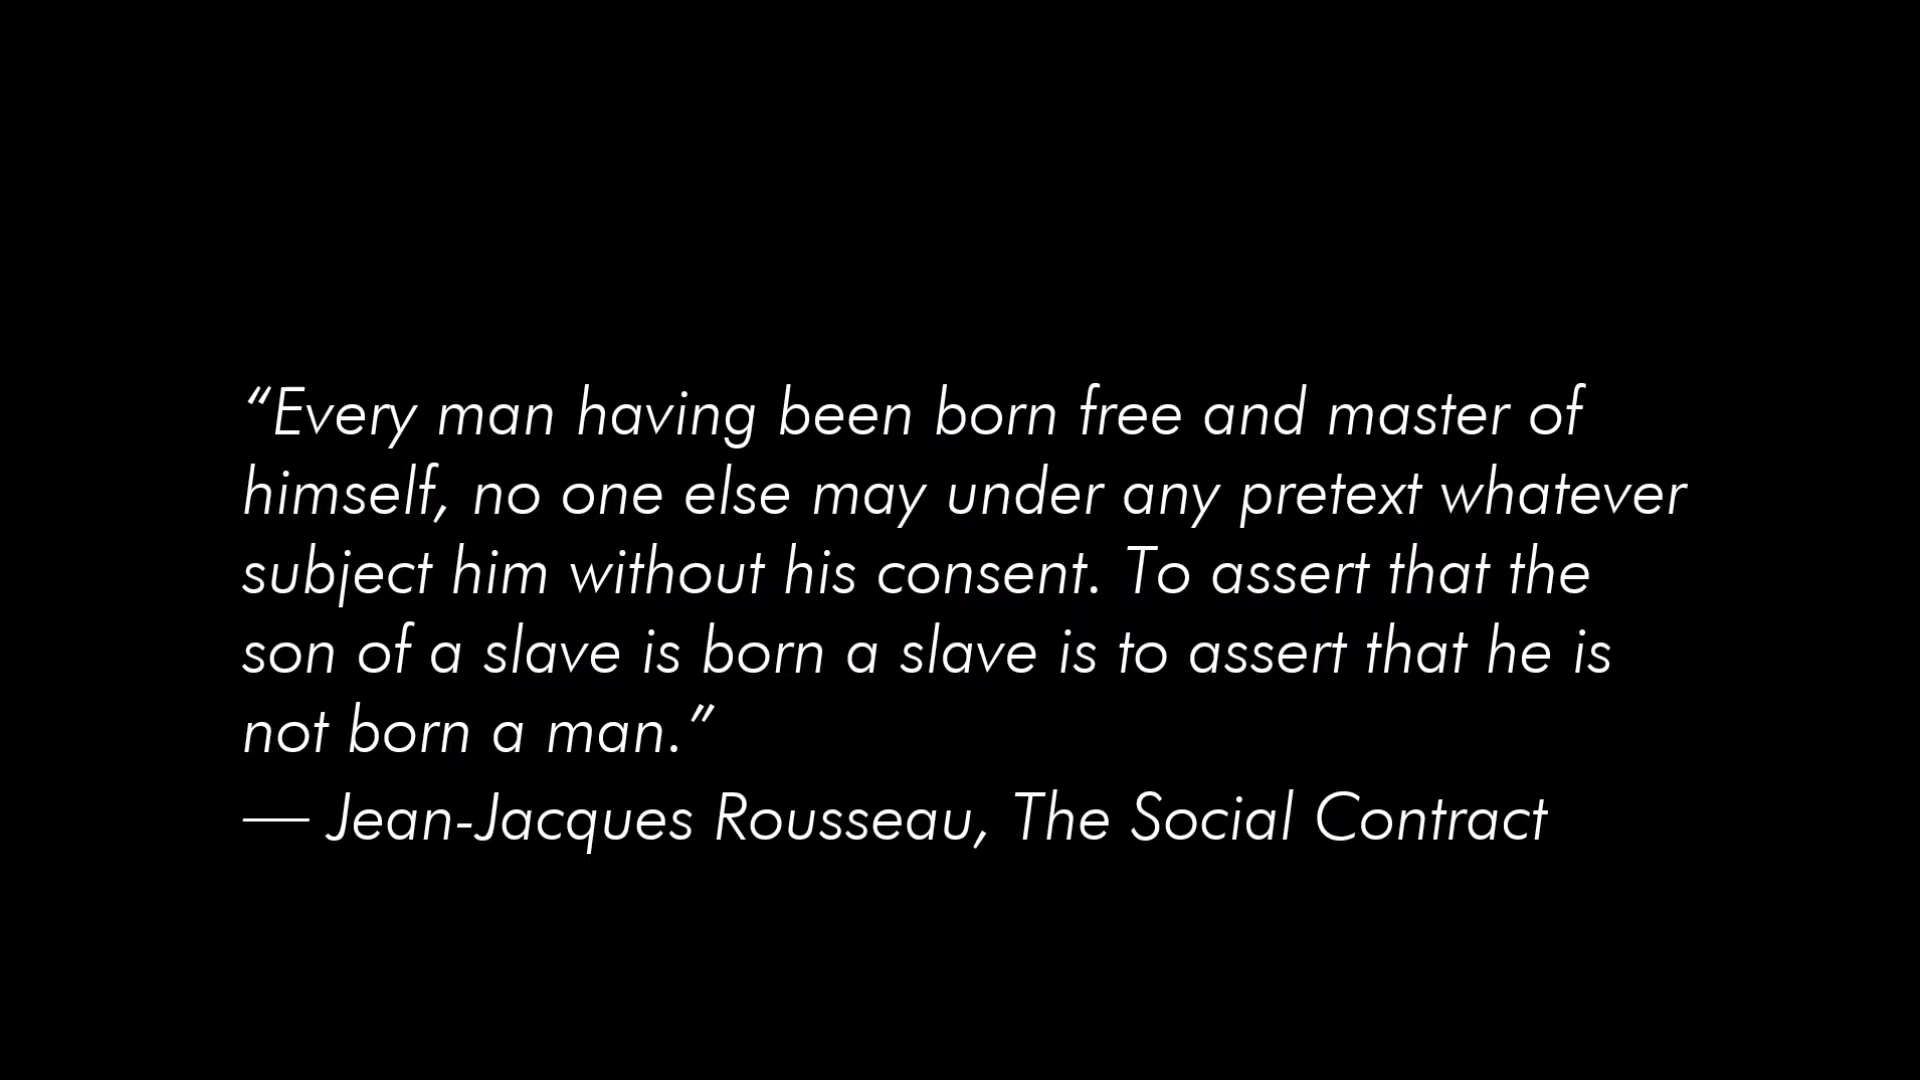 “Every man having been born free and master of
himself, no one else may under any pretext whatever
subject him without his consent. To assert that the
son of a slave is born a slave is to assert that he is
not born a man.”
— Jean-Jacques Rousseau, The Social Contract